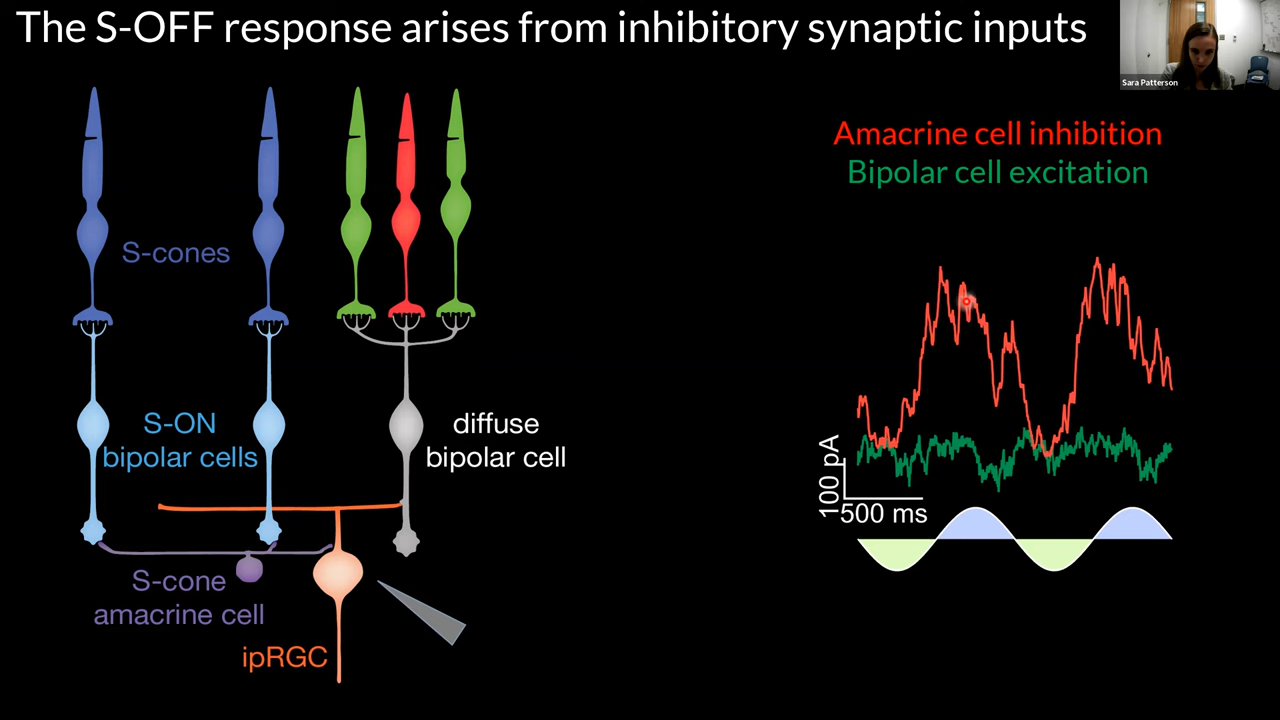 The S-OFF response arises from inhibitory synaptic inputs
Sara Patterson
Amacrine cell inhibition
Bipolar cell excitation
S-cones
S-ON
bipolar cells
diffuse
bipolar cell
100 pA
500 ms
S-cone
amacrine cell
ipRGC